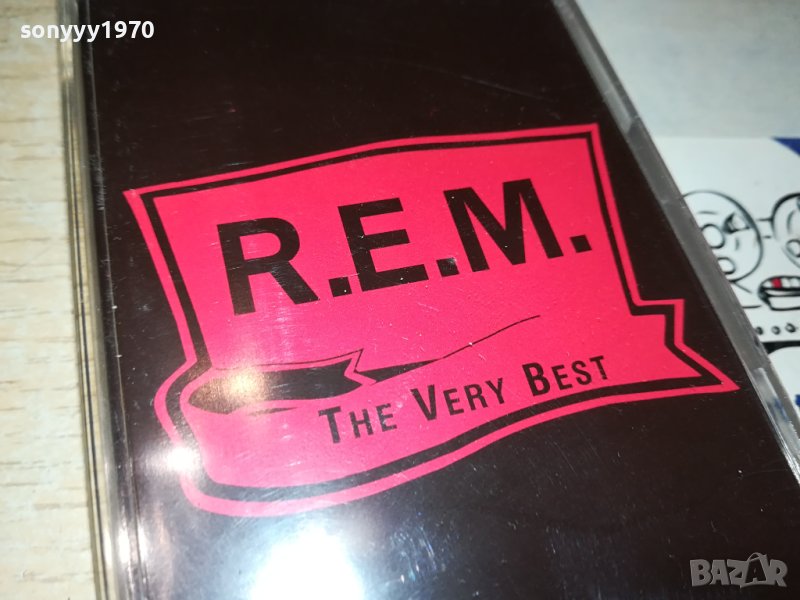 sonyyy1970
R.E.M.
THE VERY BEST
BAZAR